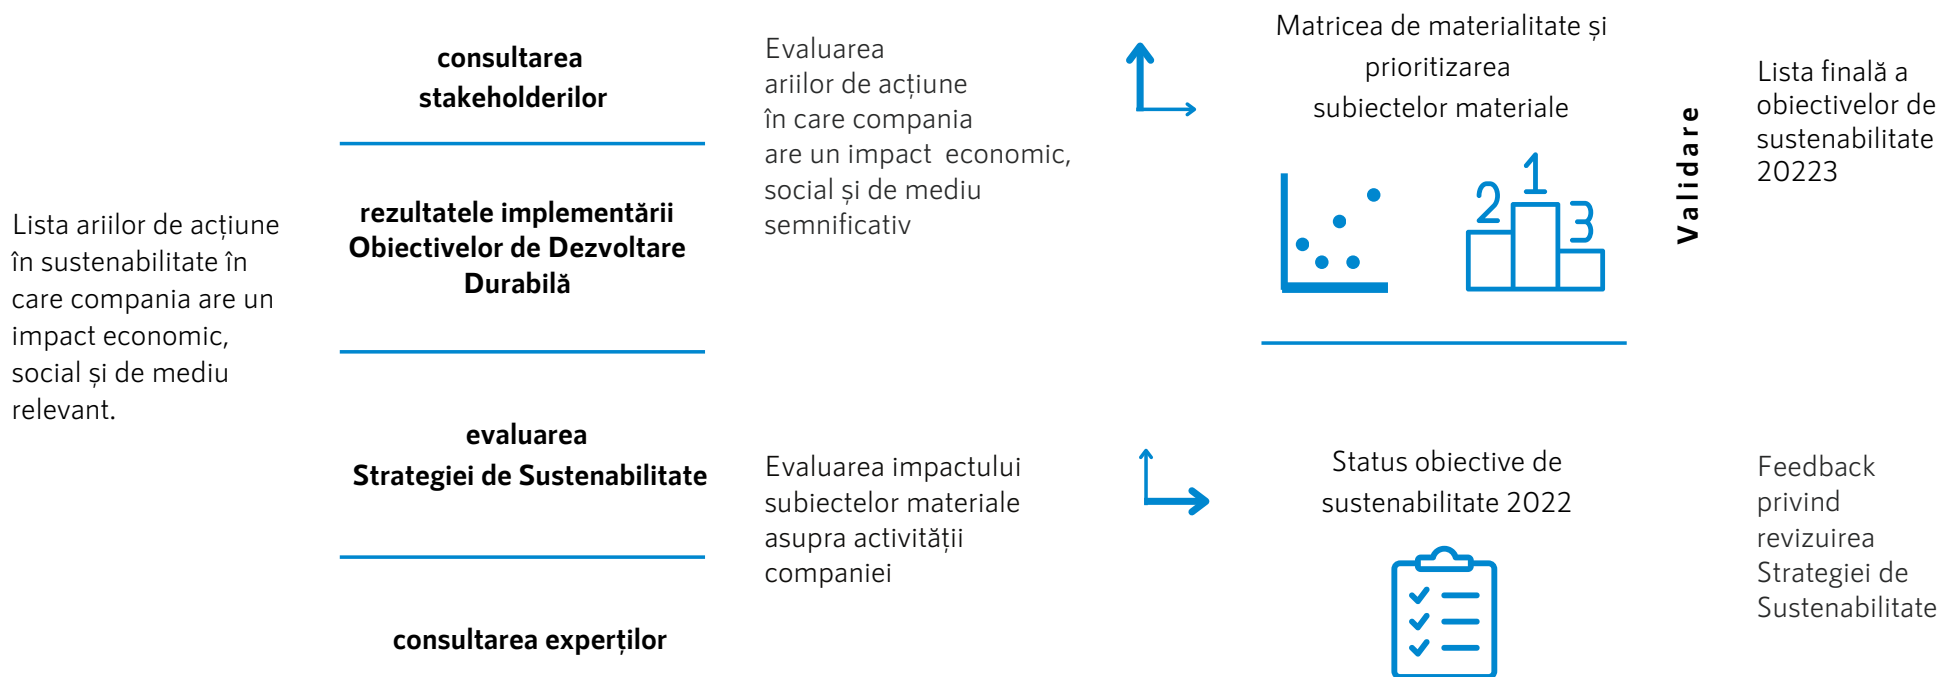 Lista ariilor de acțiune
în sustenabilitate în
care compania are un
impact economic,
social și de mediu
relevant.
consultarea
stakeholderilor
rezultatele implementării
Obiectivelor de Dezvoltare
Durabilă
evaluarea
Strategiei de Sustenabilitate
consultarea experților
Evaluarea
ariilor de acțiune
în care compania
are un impact economic,
social și de mediu
semnificativ
Evaluarea impactului
subiectelor materiale
asupra activității
companiei
Matricea de materialitate și
prioritizarea
subiectelor materiale
2 1 3
Status obiective de
sustenabilitate 2022
Validare
Lista finală a
obiectivelor de
sustenabilitate
20223
Feedback
privind
revizuirea
Strategiei de
Sustenabilitate